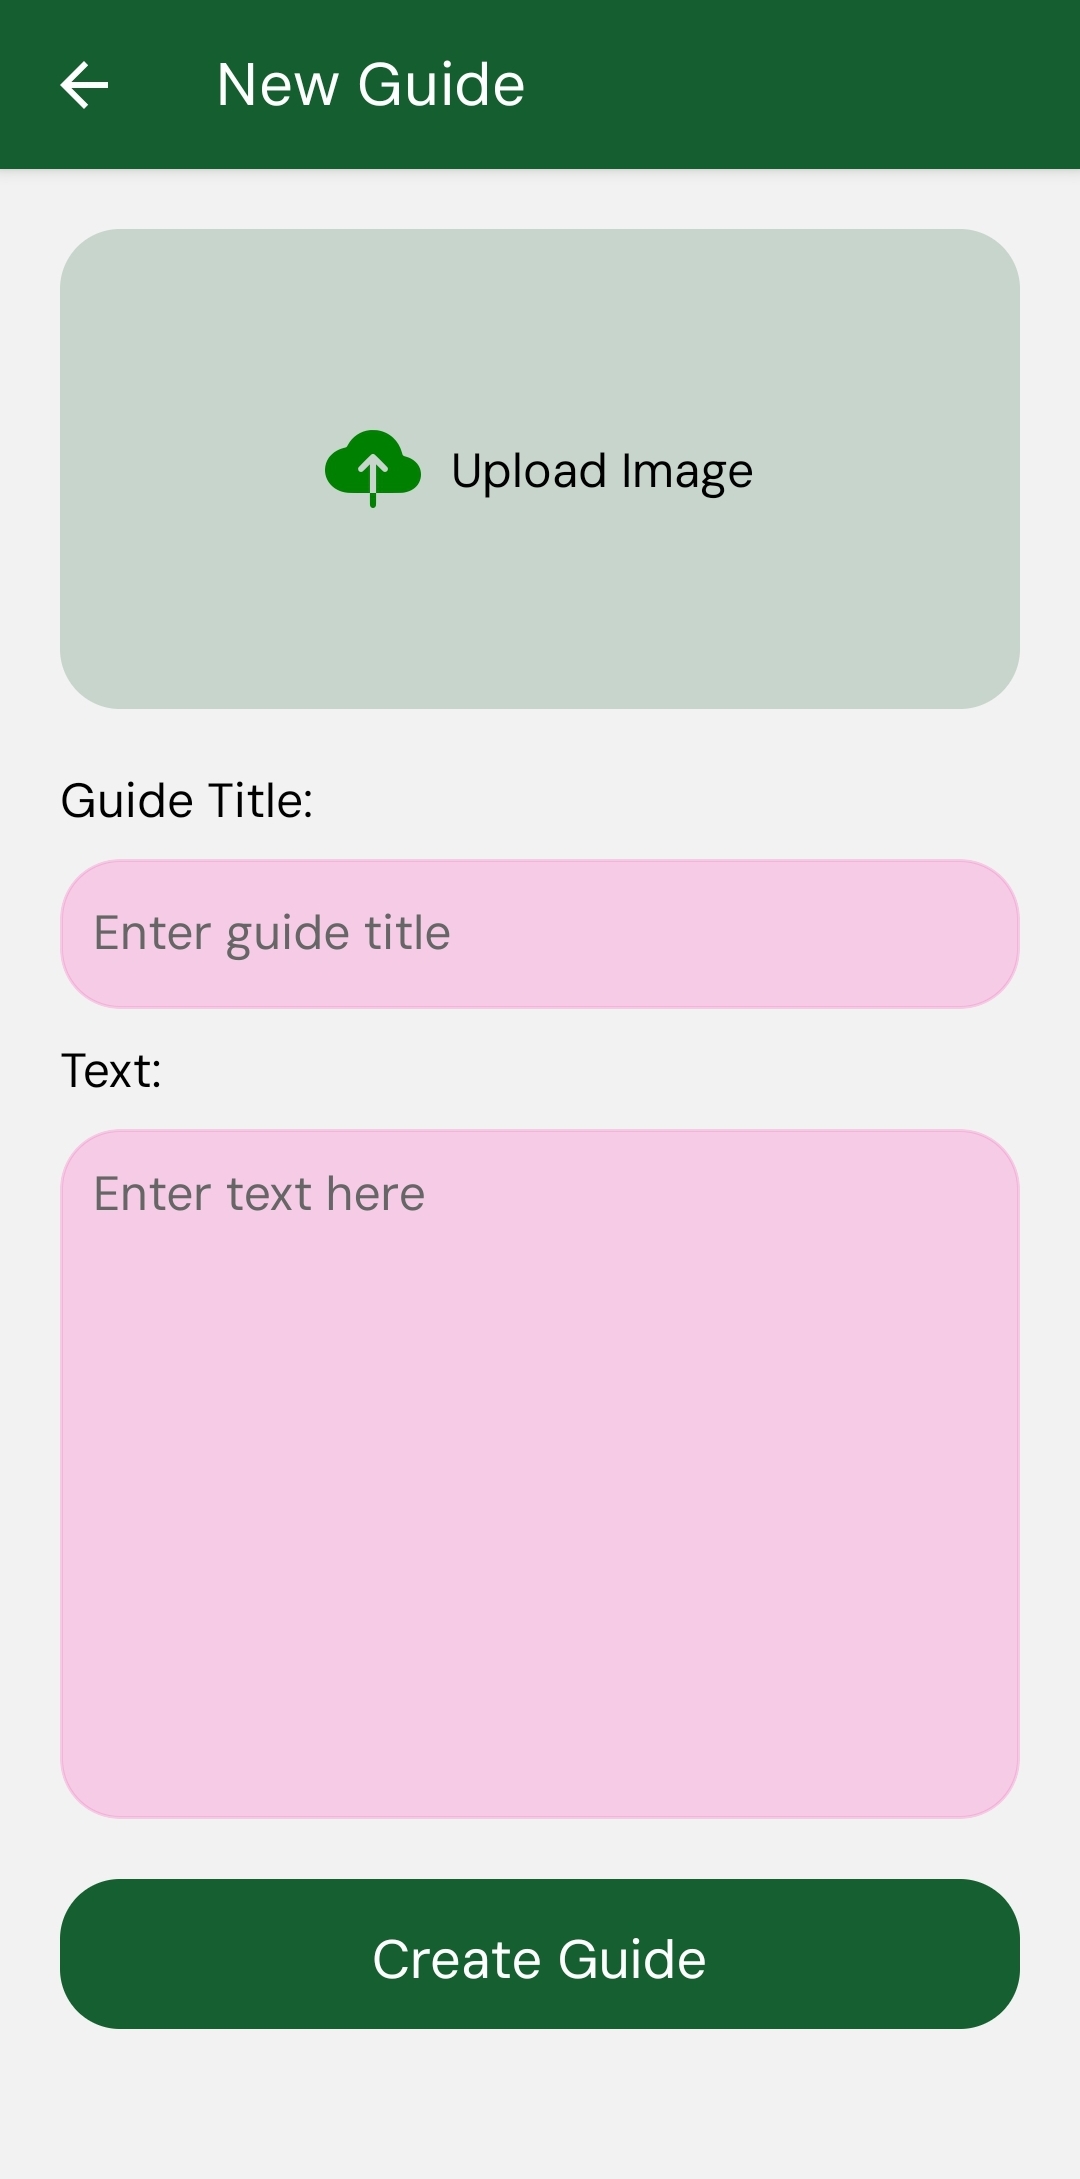 New Guide
Upload Image
Guide Title:
Enter guide title
Text:
Enter text here
Create Guide